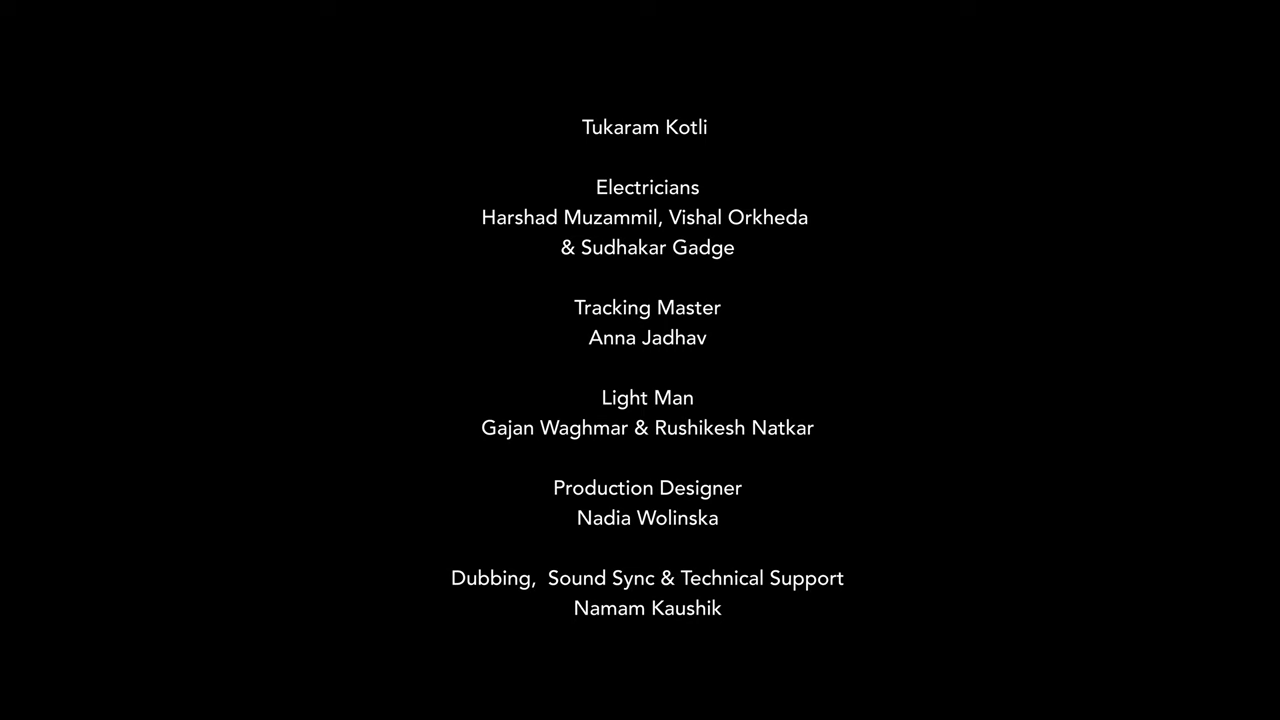 Tukaram Kotli
Electricians
Harshad Muzammil, Vishal Orkheda
& Sudhakar Gadge
Tracking Master
Anna Jadhav
Light Man
Gajan Waghmar & Rushikesh Natkar
Production Designer
Nadia Wolinska
Dubbing,  Sound Sync & Technical Support
Namam Kaushik